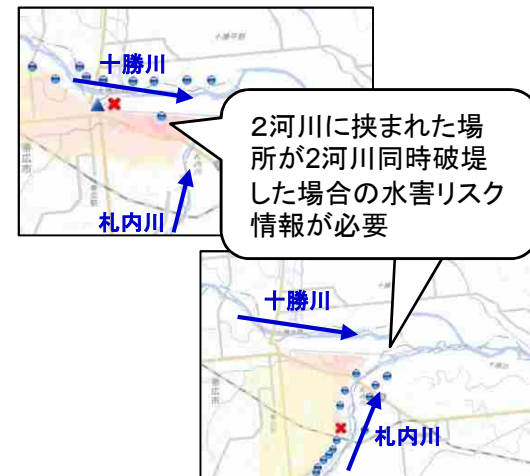 十勝川
2河川に挟まれた場
所が2河川同時破堤
した場合の水害リスク
情報が必要
札内川
十勝川
札内川